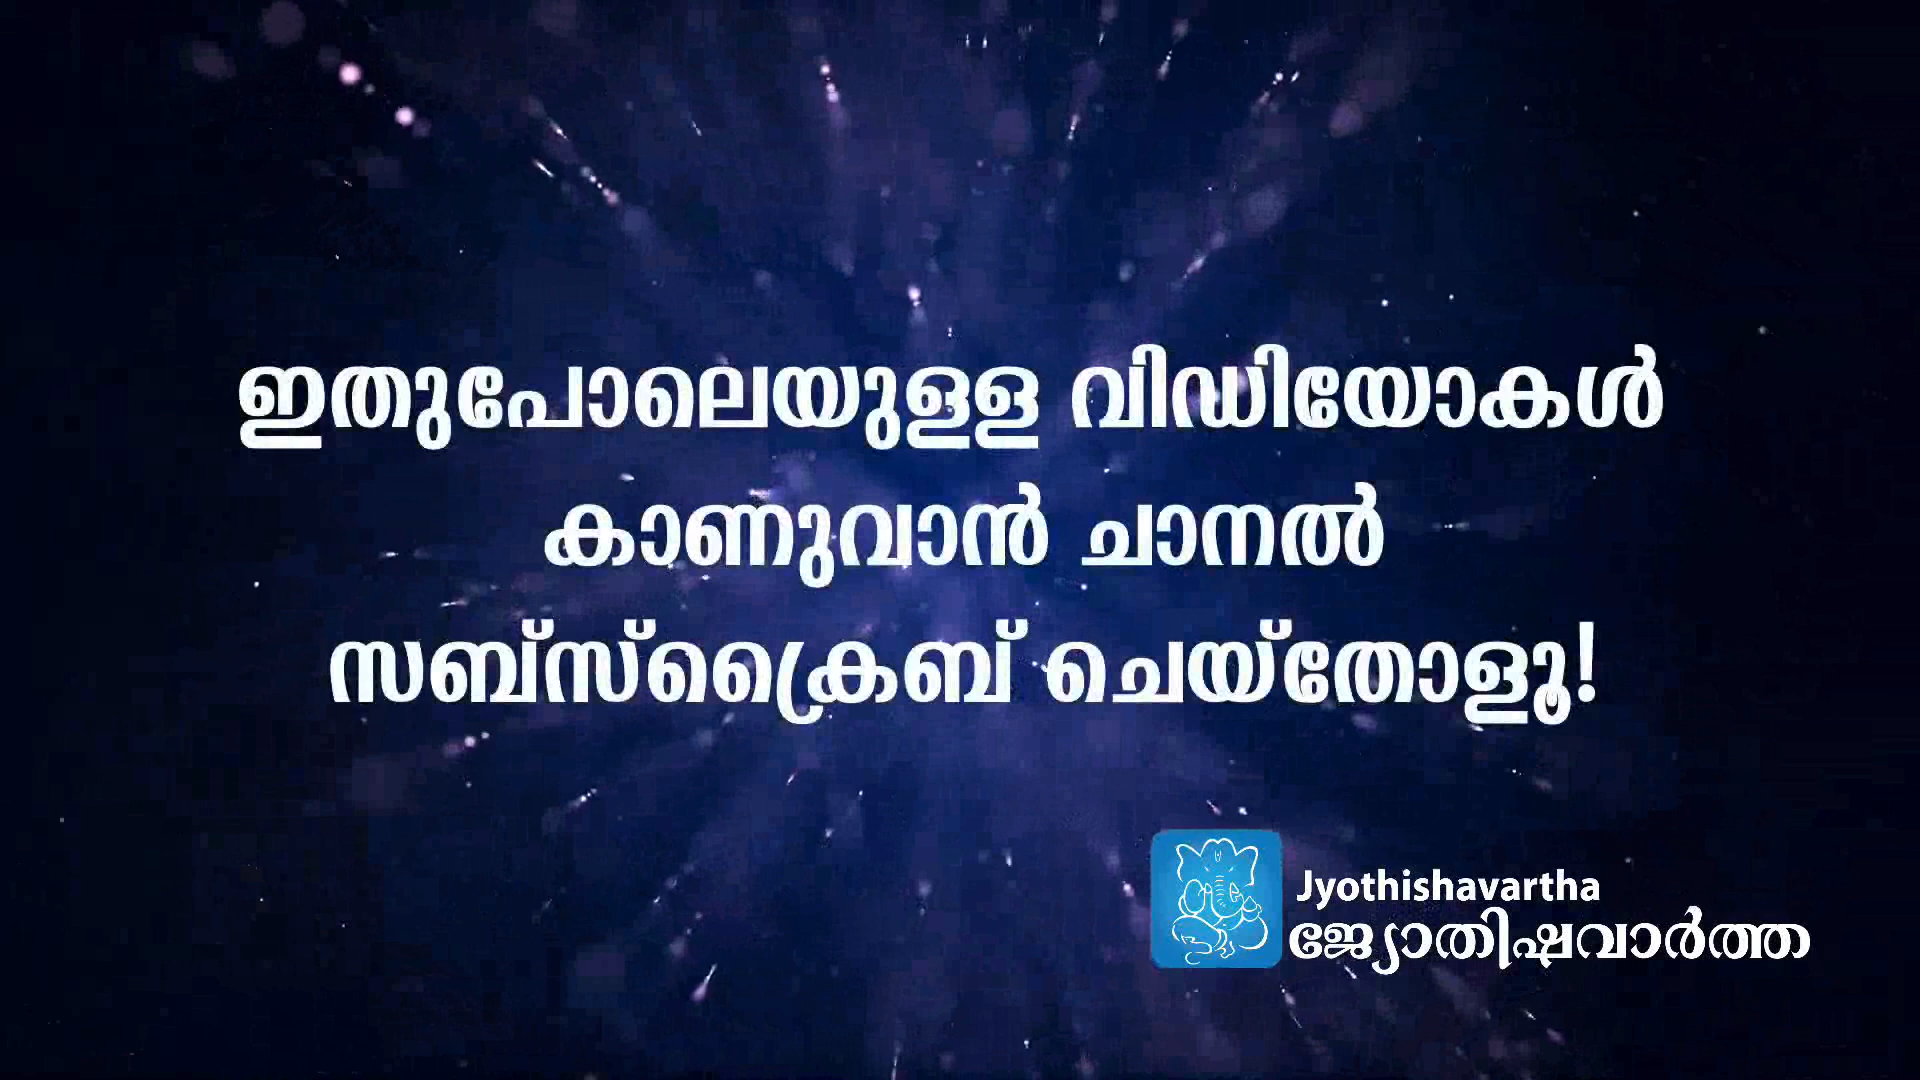 ഇതുപോലെയുള്ള വിഡിയോകൾ
കാണുവാൻ ചാനൽ
സബ്സ്ക്രൈബ് ചെയ്തോളൂ!
Jyothishavartha
ജ്യോതിഷവാർത്ത